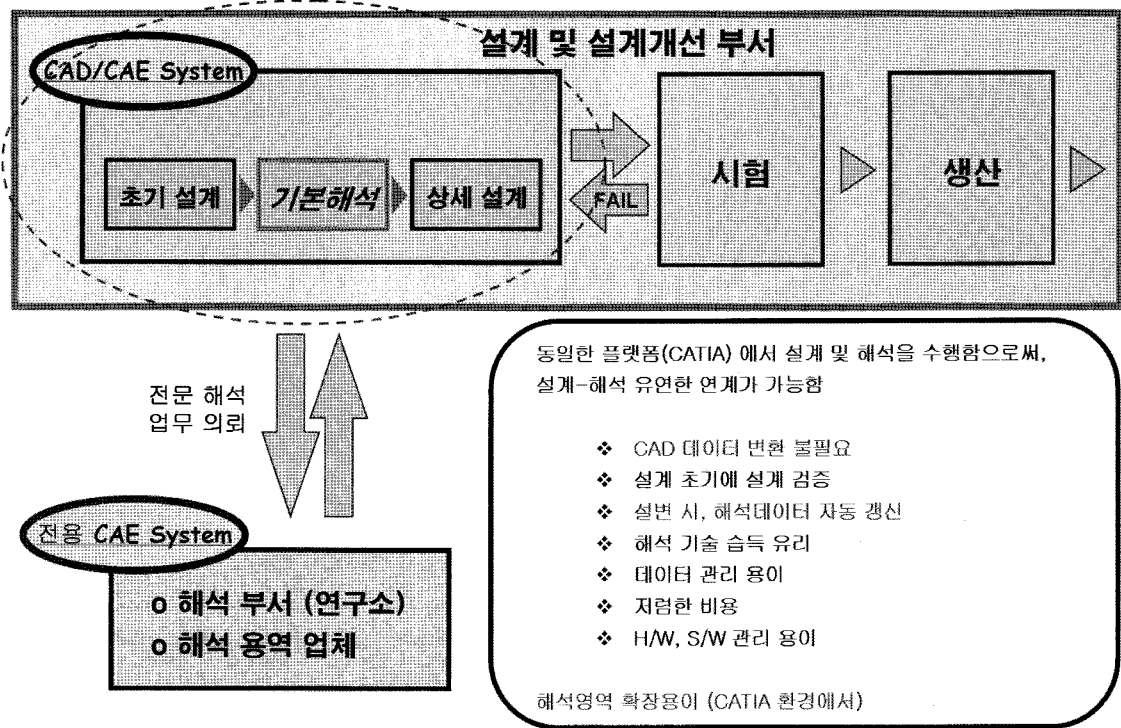 설계 및 설계개선 부서
CAD/CAE System
초기 설계
기본해석
상세 설계
FAIL
시험
생산
전문 해석
업무 의뢰
전용 CAE System
o 해석 부서 (연구소)
o 해석 용역 업체
동일한 플랫폼(CATIA) 에서 설계 및 해석을 수행함으로써,
설계-해석 유연한 연계가 가능함
❖ CAD 데이터 변환 불필요
❖ 설계 초기에 설계 검증
❖ 설변 시, 해석데이터 자동 갱신
❖ 해석 기술 습득 유리
❖ 데이터 관리 용이
❖ 저렴한 비용
❖ H/W, S/W 관리 용이
해석영역 확장용이 (CATIA 환경에서)